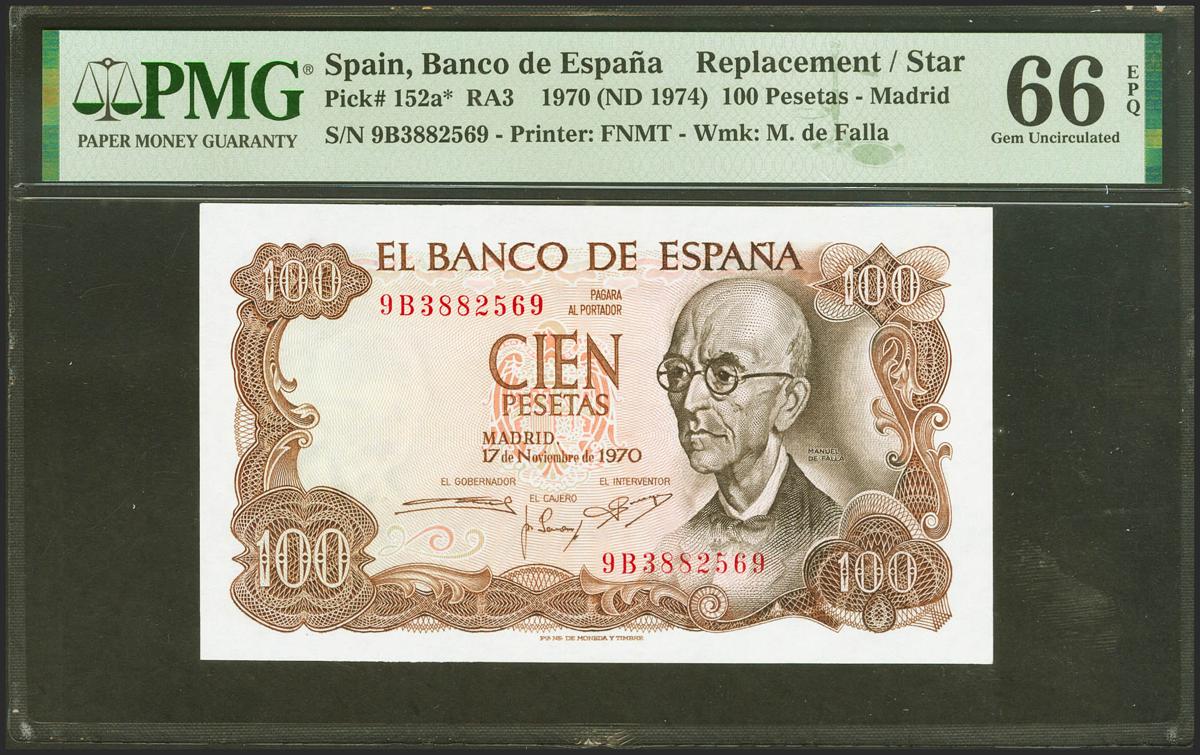 PMG®
PAPER MONEY GUARANTY
Spain, Banco de España Replacement / Star
Pick# 152a* RA3 1970 (ND 1974) 100 Pesetas - Madrid
S/N 9B3882569 - Printer: FNMT - Wmk: M. de Falla
66
EPQ
Gem Uncirculated
100
EL BANCO DE ESPAÑA
100
9B3882569
PAGARA
AL PORTADOR
CIEN
PESETAS
MADRID,
17 de Noviembre de 1970
MANUEL
DE FALLA
EL GOBERNADOR
EL INTERVENTOR
EL CAJERO
100
9B3882569
100